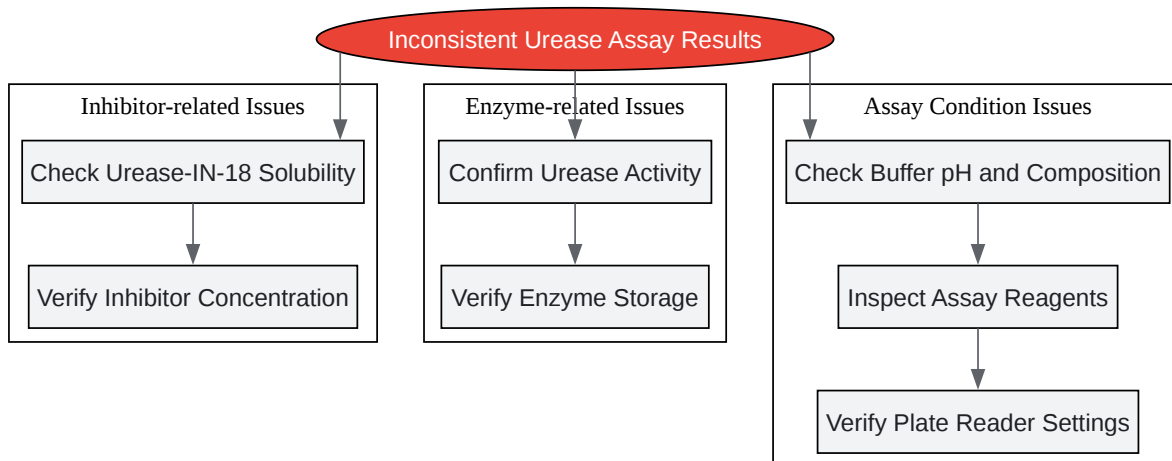 Inconsistent Urease Assay Results
Inhibitor-related Issues
Enzyme-related Issues
Assay Condition Issues
Check Urease-IN-18 Solubility
Confirm Urease Activity
Check Buffer pH and Composition
Verify Inhibitor Concentration
Verify Enzyme Storage
Inspect Assay Reagents
Verify Plate Reader Settings